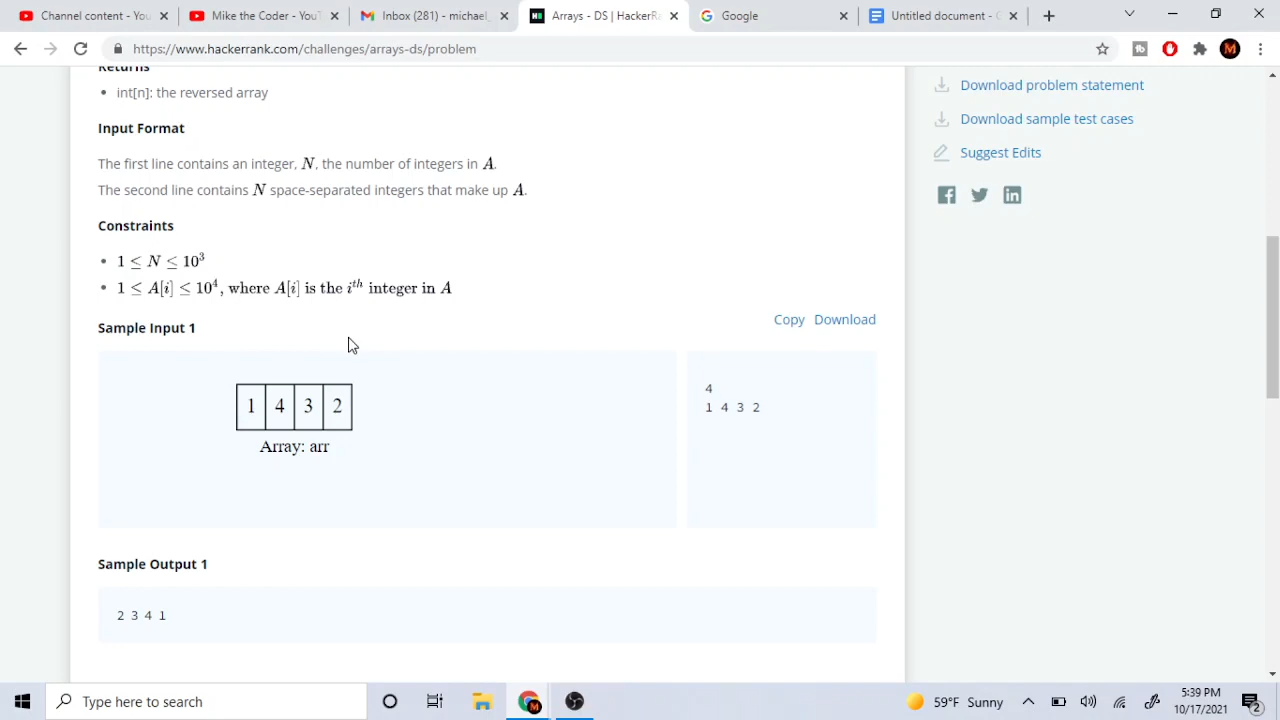 Channel content - You
Mike the - YouT
Inbox (281) - michael_
Arrays - DS | HackerRa
Google
Untitled document - G
https://www.hackerrank.com/challenges/arrays-ds/problem
Returns
• int[n]: the reversed array
Input Format
The first line contains an integer, N, the number of integers in A.
The second line contains N space-separated integers that make up A.
Constraints
• 1 ≤ N ≤ 10³
• 1 ≤ A[i] ≤ 10⁴, where A[i] is the iᵗʰ integer in A
Sample Input 1
Copy Download
1 4 3 2
Array: arr
4
1 4 3 2
Sample Output 1
2 3 4 1
Download problem statement
Download sample test cases
Suggest Edits
Type here to search
59°F Sunny
5:39 PM
10/17/2021
2